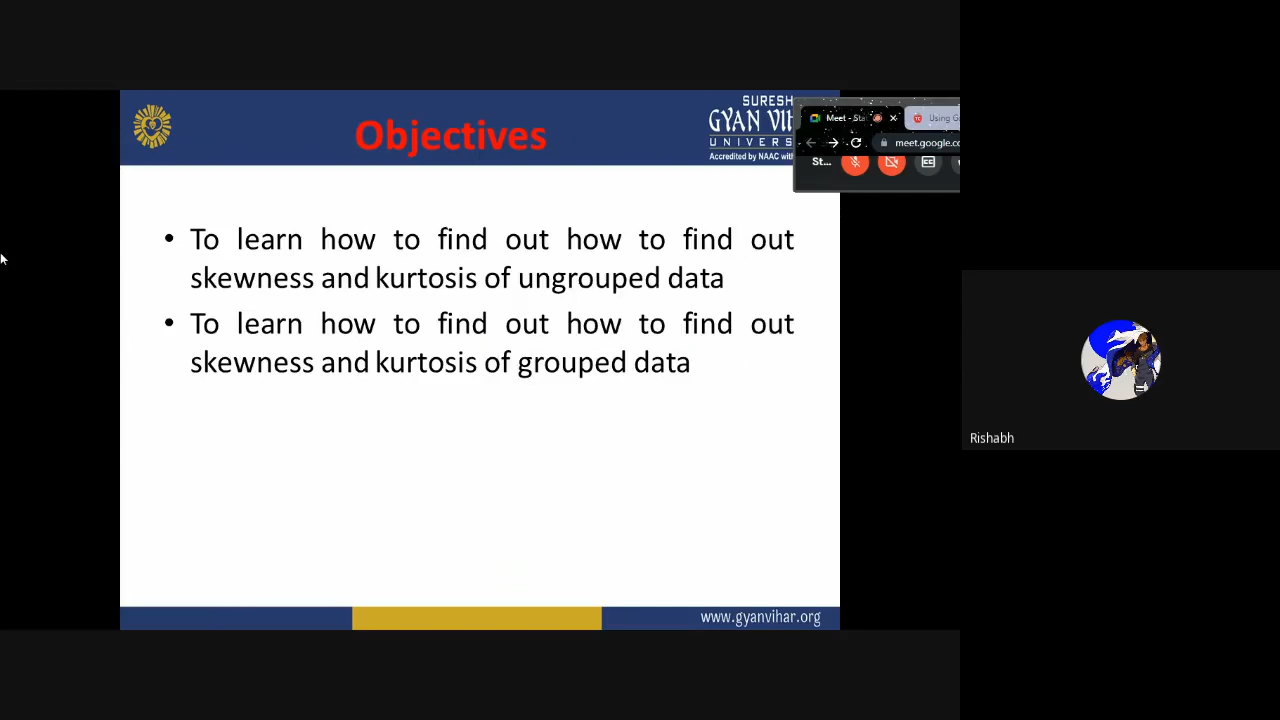 Objectives
SURESH
GYAN VIH
UNIVERS
Accredited by NAAC with
Meet - Sta
Using G
meet.google.co
St...
• To learn how to find out how to find out
skewness and kurtosis of ungrouped data
• To learn how to find out how to find out
skewness and kurtosis of grouped data
Rishabh
www.gyanvihar.org